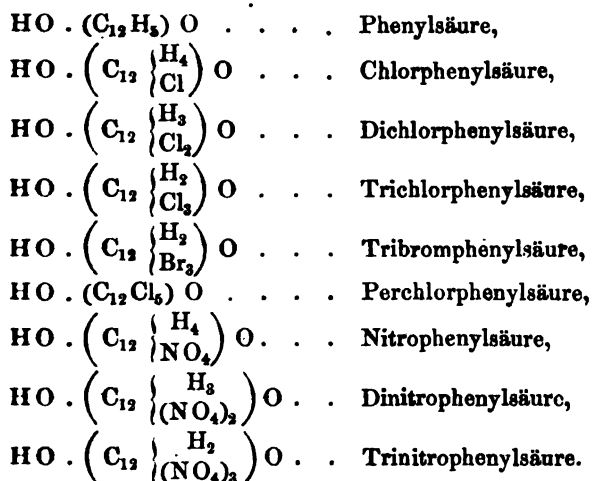 HO . (C₁₂H₅) O . . . . Phenylsäure,
HO . (C₁₂ {H₄ Cl) O . . . Chlorphenylsäure,
HO . (C₁₂ {H₃ Cl₂) O . . . Dichlorphenylsäure,
HO . (C₁₂ {H₂ Cl₃) O . . . Trichlorphenylsäure,
HO . (C₁₂ {H₂ Br₃) O . . . Tribromphenylsäure,
HO . (C₁₂Cl₅) O . . . . Perchlorphenylsäure,
HO . (C₁₂ {H₄ NO₄) O . . . Nitrophenylsäure,
HO . (C₁₂ {H₃ (NO₄)₂) O . . Dinitrophenylsäure,
HO . (C₁₂ {H₂ (NO₄)₃) O . . Trinitrophenylsäure.